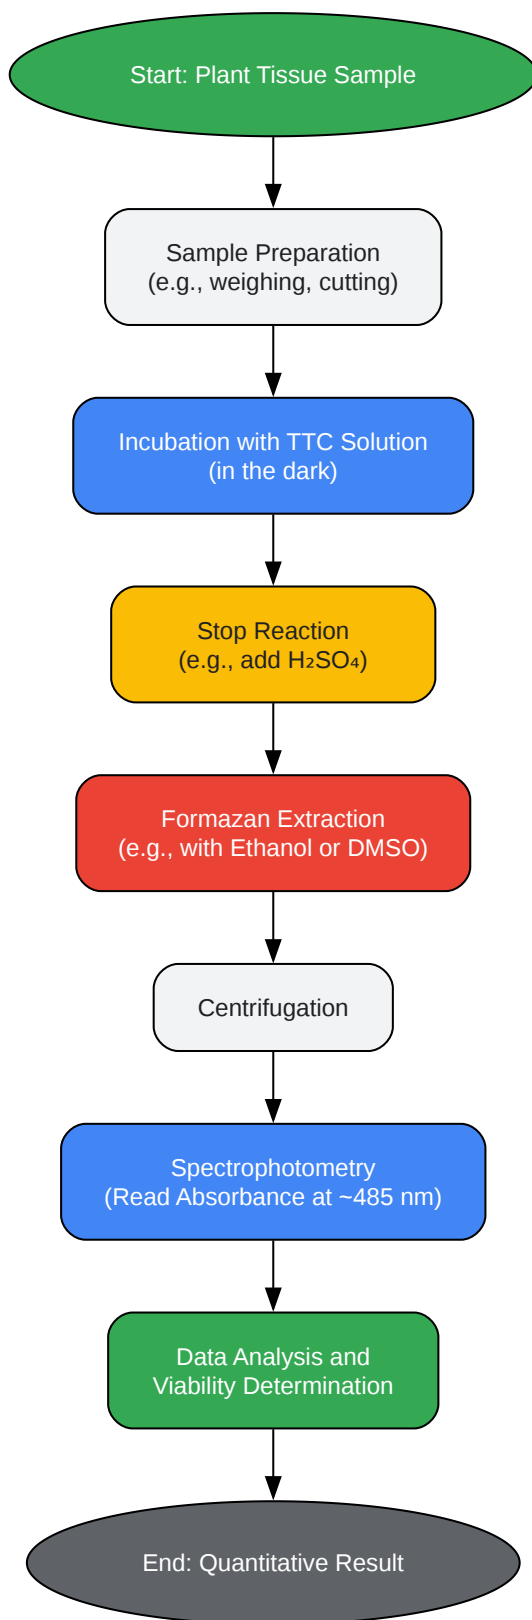 Start: Plant Tissue Sample
Sample Preparation
(e.g., weighing, cutting)
Incubation with TTC Solution
(in the dark)
Stop Reaction
(e.g., add H₂SO₄)
Formazan Extraction
(e.g., with Ethanol or DMSO)
Centrifugation
Spectrophotometry
(Read Absorbance at ~485 nm)
Data Analysis and
Viability Determination
End: Quantitative Result